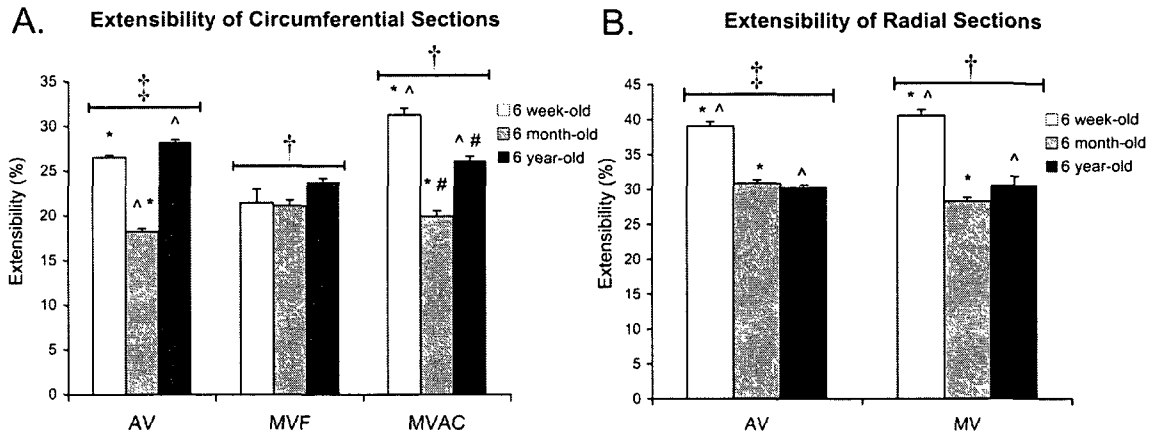 A. Extensibility of Circumferential Sections
Extensibility (%)
35
30
25
20
15
10
5
0
‡
*
^ *
^
†
†
* ^
* #
^ #
6 week-old
6 month-old
6 year-old
AV MVF MVAC
B. Extensibility of Radial Sections
Extensibility (%)
45
40
35
30
25
20
15
10
5
0
‡
* ^
*
^
†
* ^
*
^
6 week-old
6 month-old
6 year-old
AV MV